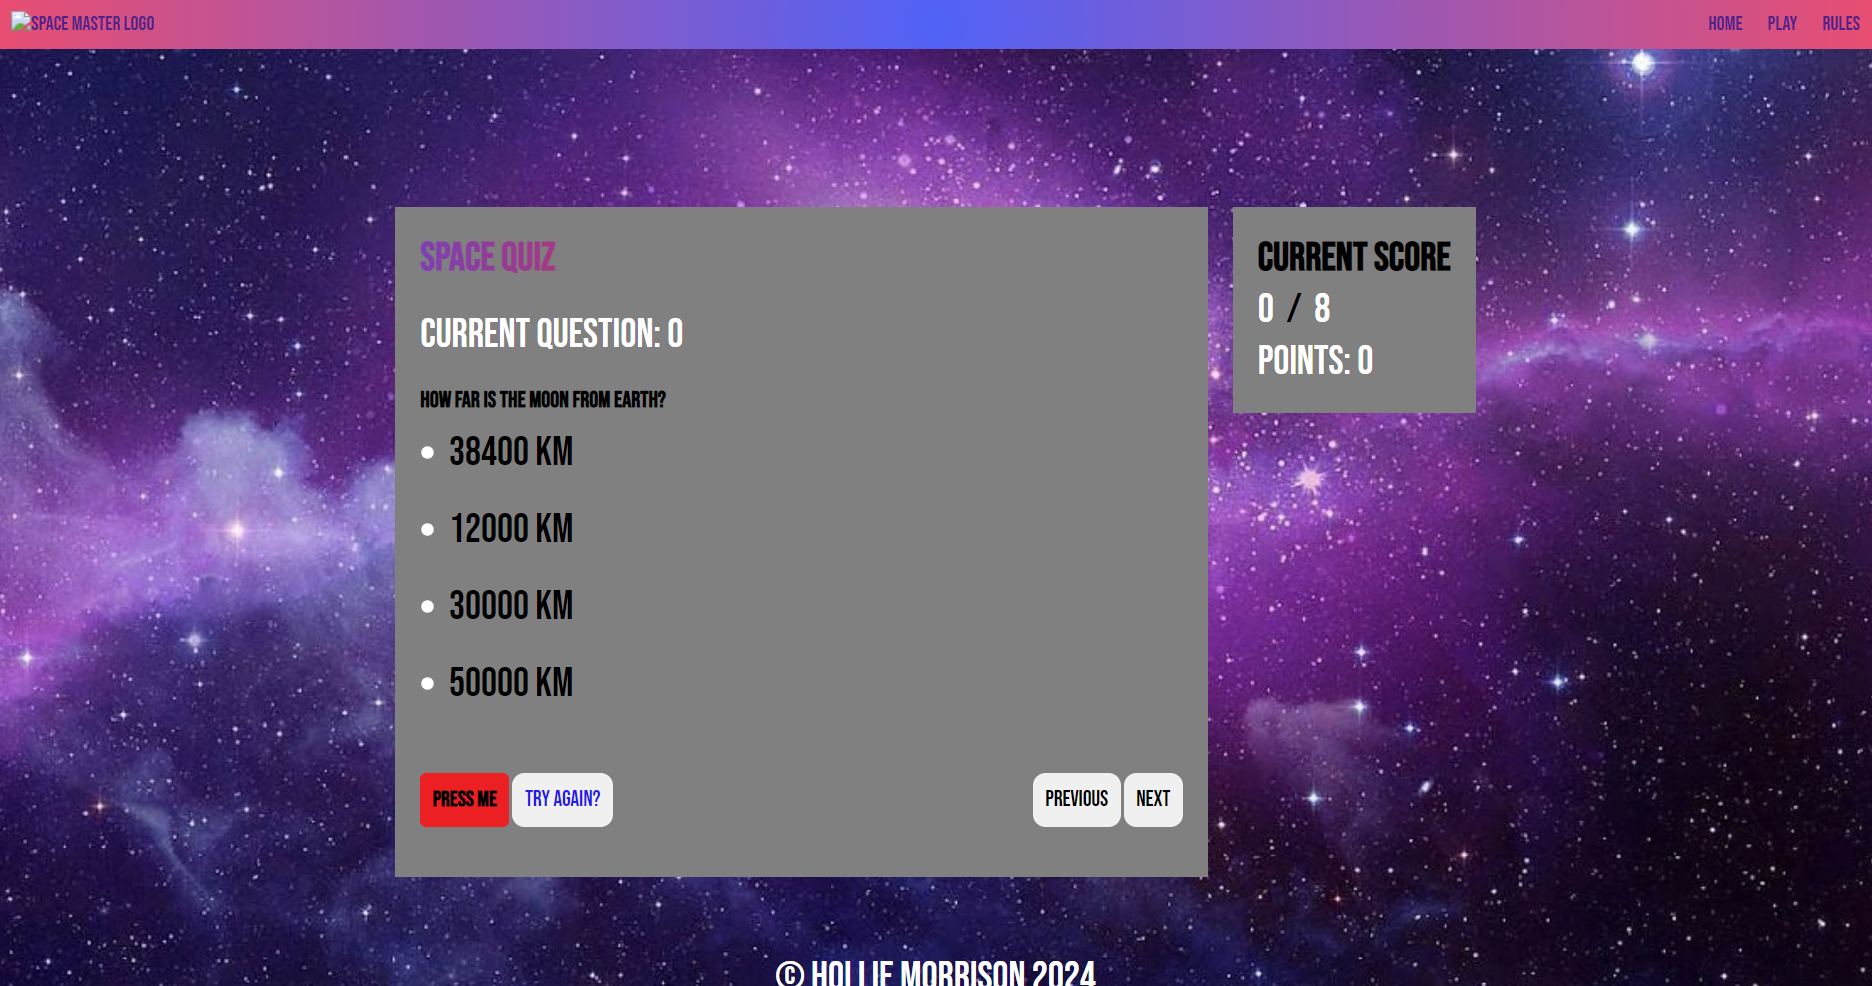 SPACE MASTER LOGO
HOME PLAY RULES
SPACE QUIZ
CURRENT QUESTION: 0
HOW FAR IS THE MOON FROM EARTH?
38400 KM
12000 KM
30000 KM
50000 KM
PRESS ME
TRY AGAIN?
PREVIOUS
NEXT
CURRENT SCORE
0 / 8
POINTS: 0
© HOLLIE MORRISON 2024